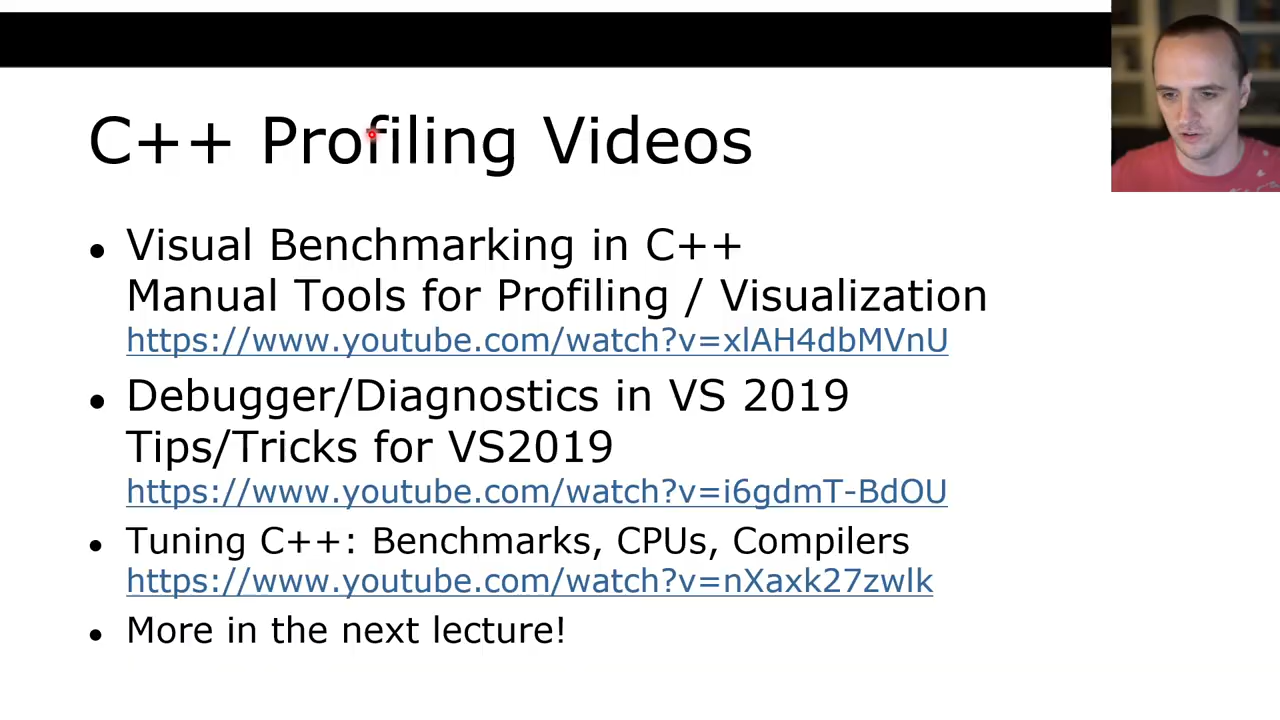 C++ Profiling Videos
● Visual Benchmarking in C++
Manual Tools for Profiling / Visualization
https://www.youtube.com/watch?v=xlAH4dbMVnU
● Debugger/Diagnostics in VS 2019
Tips/Tricks for VS2019
https://www.youtube.com/watch?v=i6gdmT-BdOU
● Tuning C++: Benchmarks, CPUs, Compilers
https://www.youtube.com/watch?v=nXaxk27zwlk
● More in the next lecture!